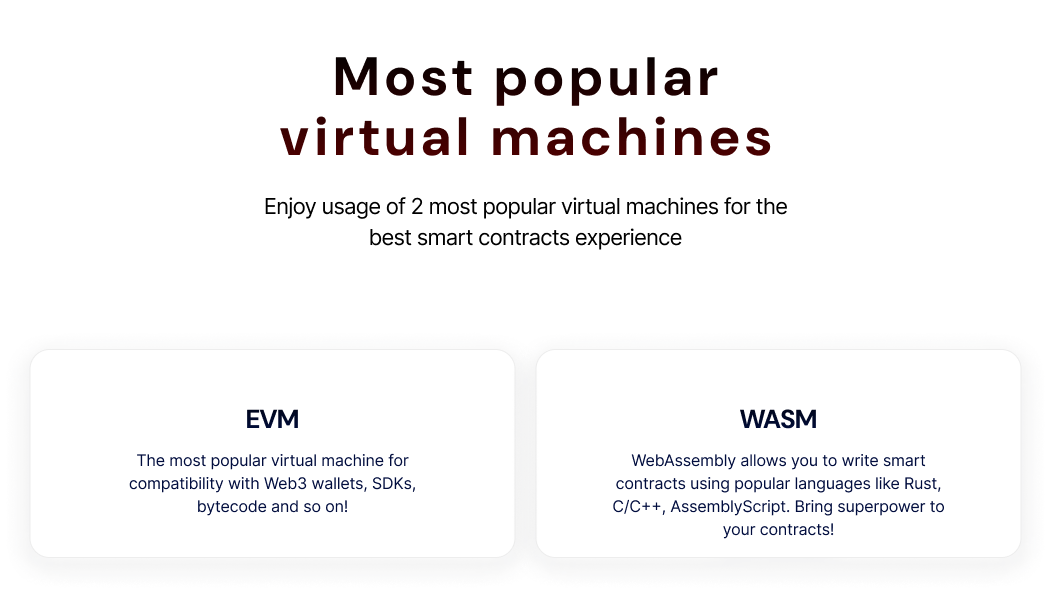 Most popular
virtual machines
Enjoy usage of 2 most popular virtual machines for the
best smart contracts experience
EVM
The most popular virtual machine for
compatibility with Web3 wallets, SDKs,
bytecode and so on!
WASM
WebAssembly allows you to write smart
contracts using popular languages like Rust,
C/C++, AssemblyScript. Bring superpower to
your contracts!